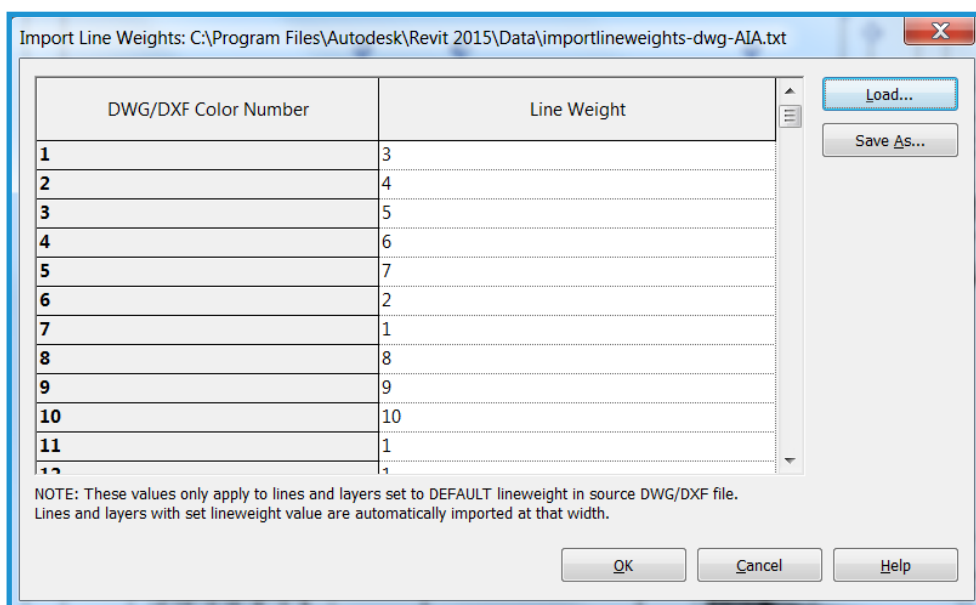 Import Line Weights: C:\Program Files\Autodesk\Revit 2015\Data\importlineweights-dwg-AIA.txt
DWG/DXF Color Number Line Weight
Load...
Save As...
1 3
2 4
3 5
4 6
5 7
6 2
7 1
8 8
9 9
10 10
11 1
12 1
NOTE: These values only apply to lines and layers set to DEFAULT lineweight in source DWG/DXF file.
Lines and layers with set lineweight value are automatically imported at that width.
OK Cancel Help